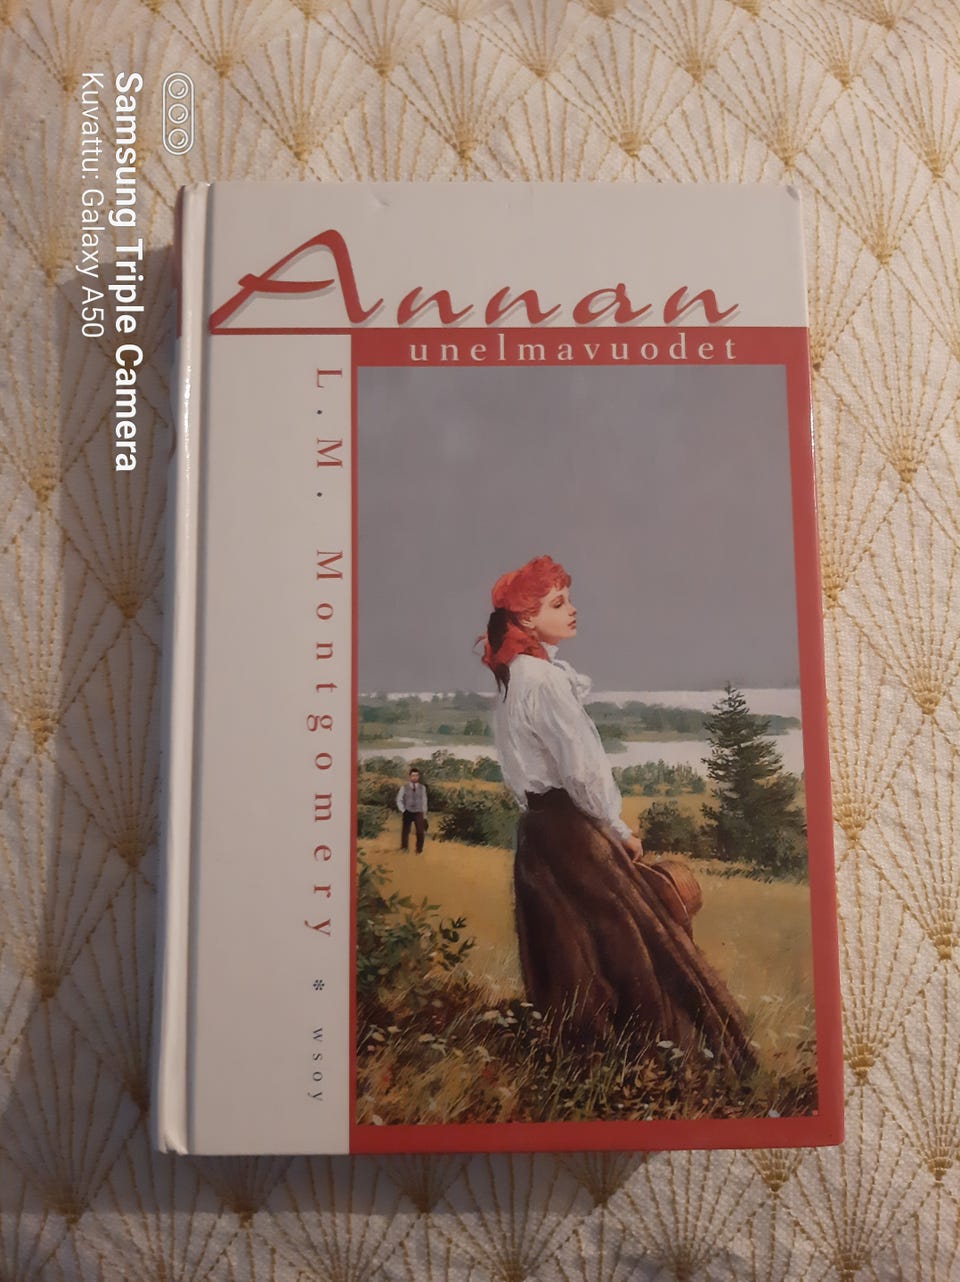 Samsung Triple Camera
Kuvattu: Galaxy A50
Annan
unelmavuodet
L. M. Montgomery * wsoy